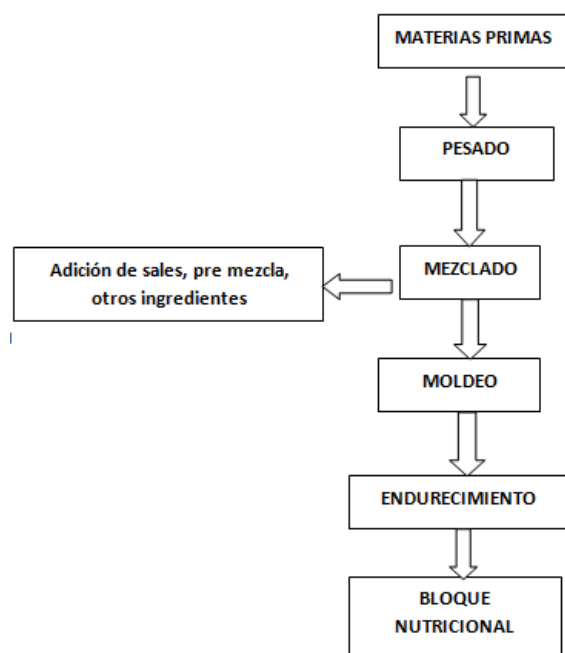 MATERIAS PRIMAS
PESADO
MEZCLADO
Adición de sales, pre mezcla,
otros ingredientes
MOLDEO
ENDURECIMIENTO
BLOQUE
NUTRICIONAL